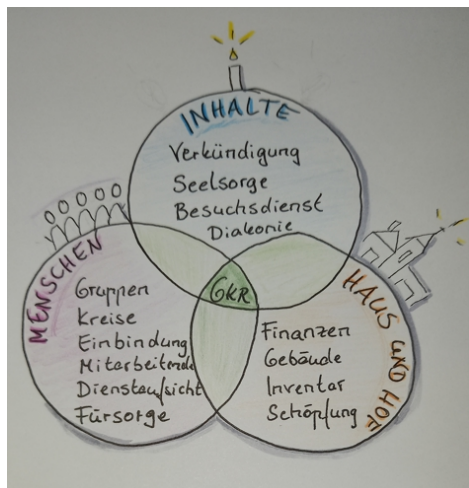 INHALTE
Verkündigung
Seelsorge
Besuchsdienst
Diakonie
MENSCHEN
Gruppen
Kreise
Einbindung
Mitarbeitende
Dienstaufsicht
Fürsorge
GKR
HAUS UND HOF
Finanzen
Gebäude
Inventar
Schöpfung